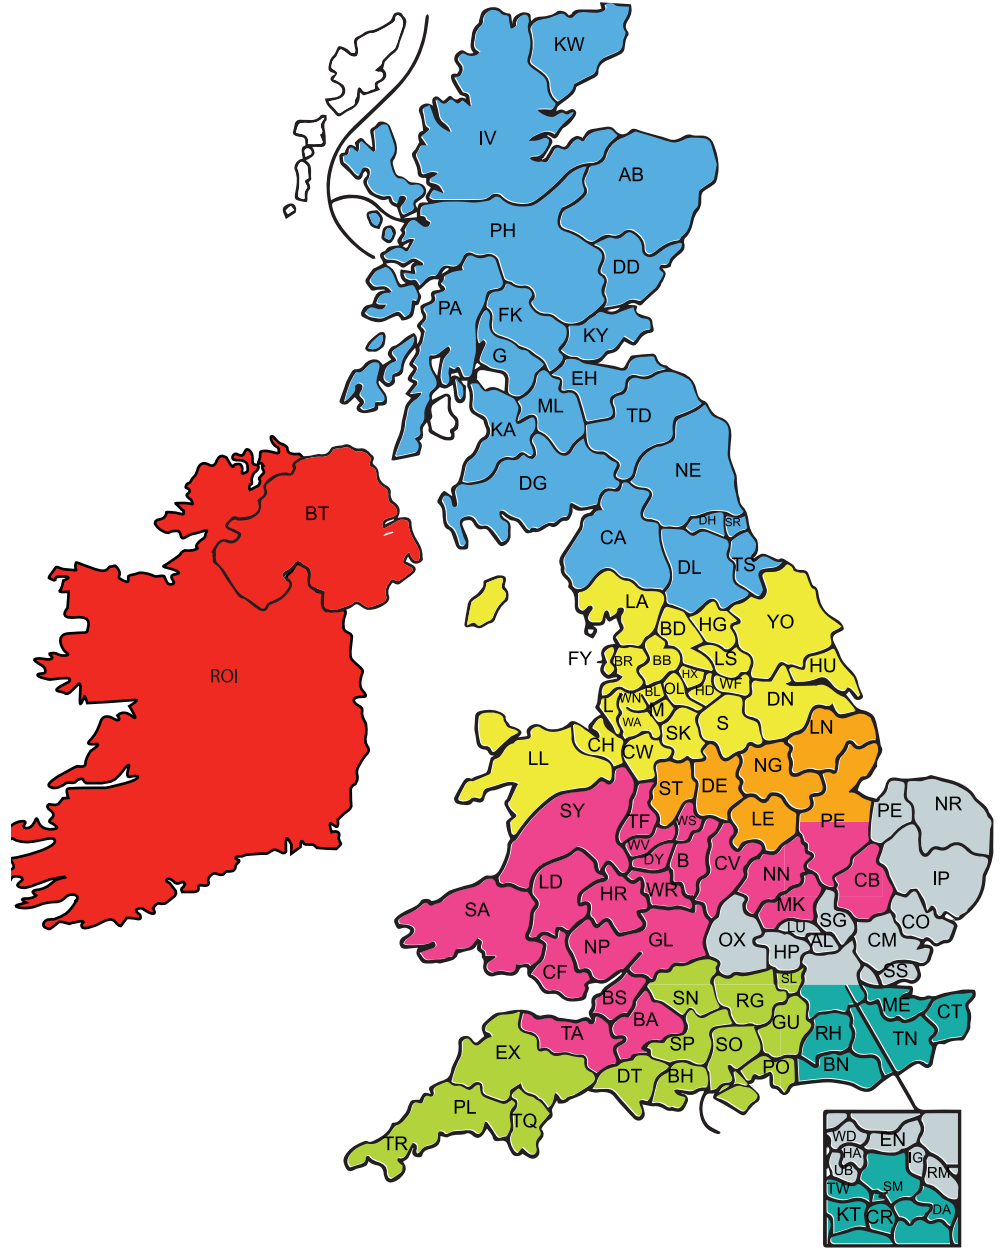 KW
IV
AB
PH
DD
PA
FK
KY
G
EH
ML
TD
KA
NE
DG
BT
DH
SR
CA
DL
TS
LA
BD
HG
YO
FY
BR
BB
LS
HU
ROI
HX
WF
HD
OL
BL
WN
L
M
DN
WA
S
SK
LN
CH
CW
LL
NG
ST
DE
PE
NR
SY
TF
WS
LE
PE
WV
DY
B
CV
NN
CB
IP
LD
HR
WR
MK
SA
SG
CO
LU
GL
OX
HP
AL
CM
NP
CF
SS
SL
BS
SN
RG
ME
CT
TA
BA
GU
RH
TN
EX
SP
SO
BN
PO
DT
BH
PL
TQ
TR
WD
EN
HA
IG
UB
RM
TW
SM
KT
CR
DA